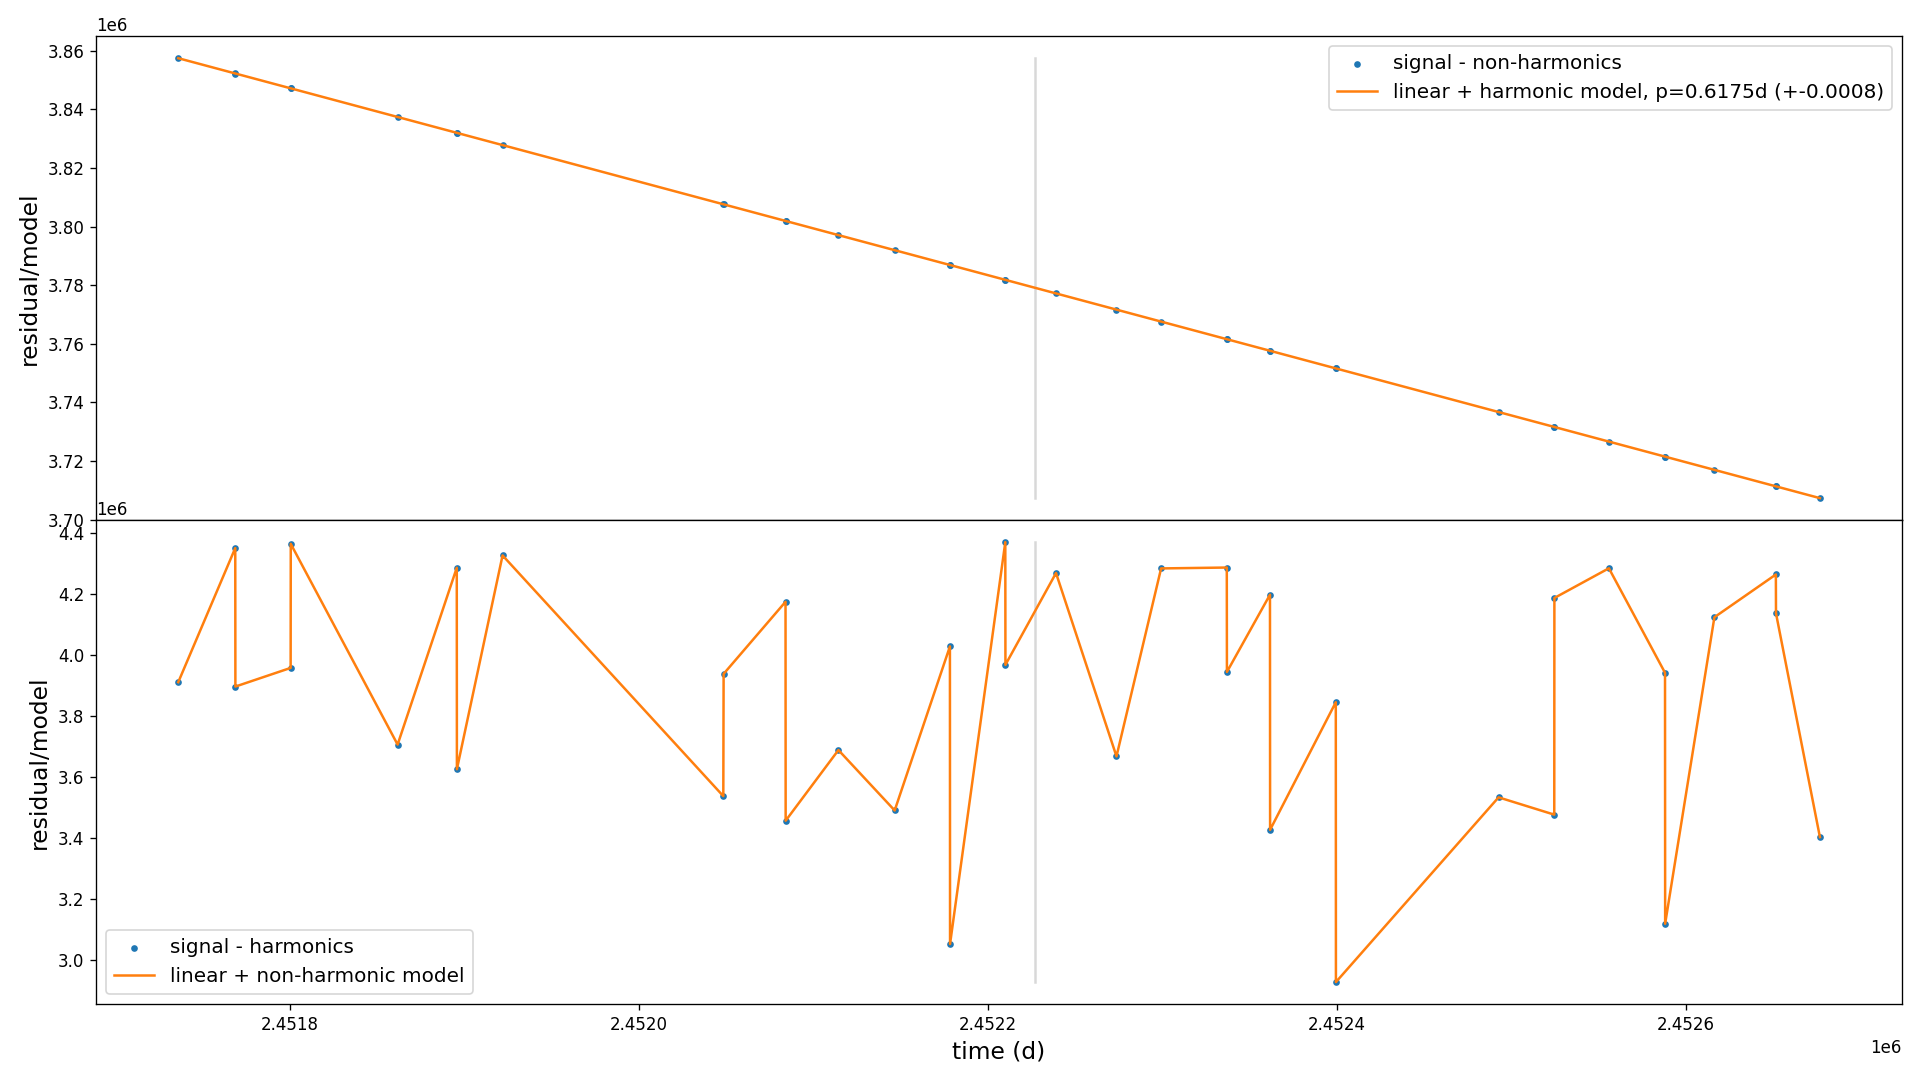 1e6
3.86
3.84
3.82
3.80
3.78
3.76
3.74
3.72
3.70
residual/model
signal - non-harmonics
linear + harmonic model, p=0.6175d (+-0.0008)
1e6
4.4
4.2
4.0
3.8
3.6
3.4
3.2
3.0
residual/model
signal - harmonics
linear + non-harmonic model
2.4518
2.4520
2.4522
2.4524
2.4526
1e6
time (d)